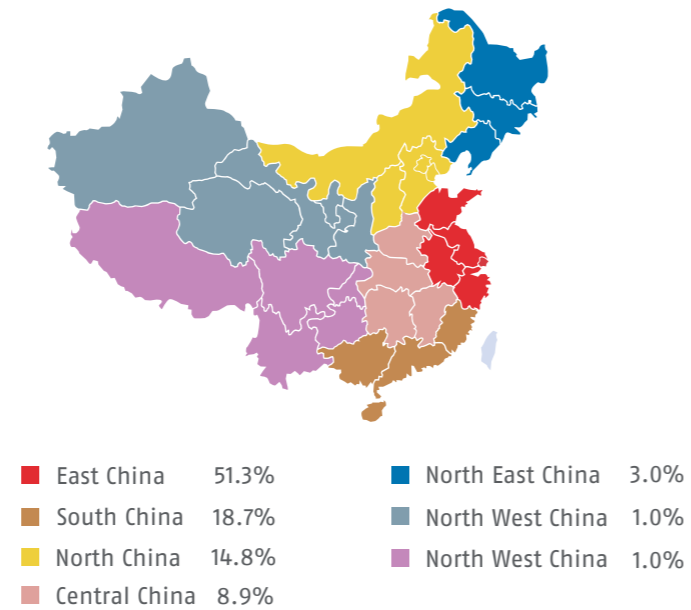 East China 51.3%
South China 18.7%
North China 14.8%
Central China 8.9%
North East China 3.0%
North West China 1.0%
North West China 1.0%